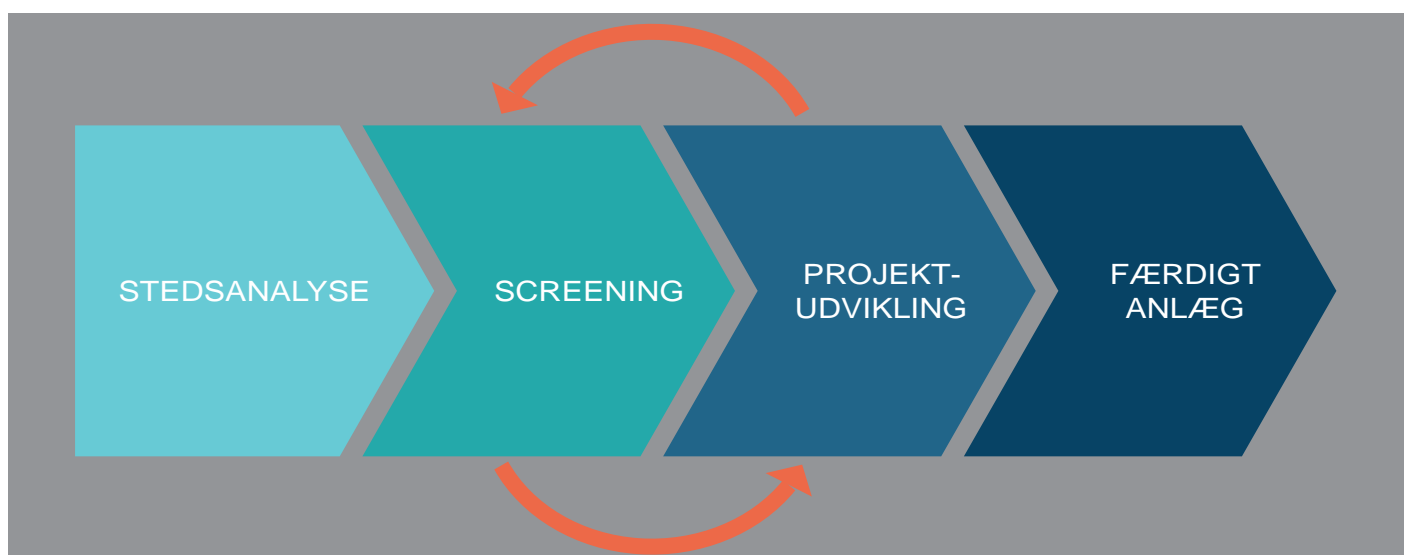 STEDSANALYSE
SCREENING
PROJEKT-
UDVIKLING
FÆRDIGT
ANLÆG